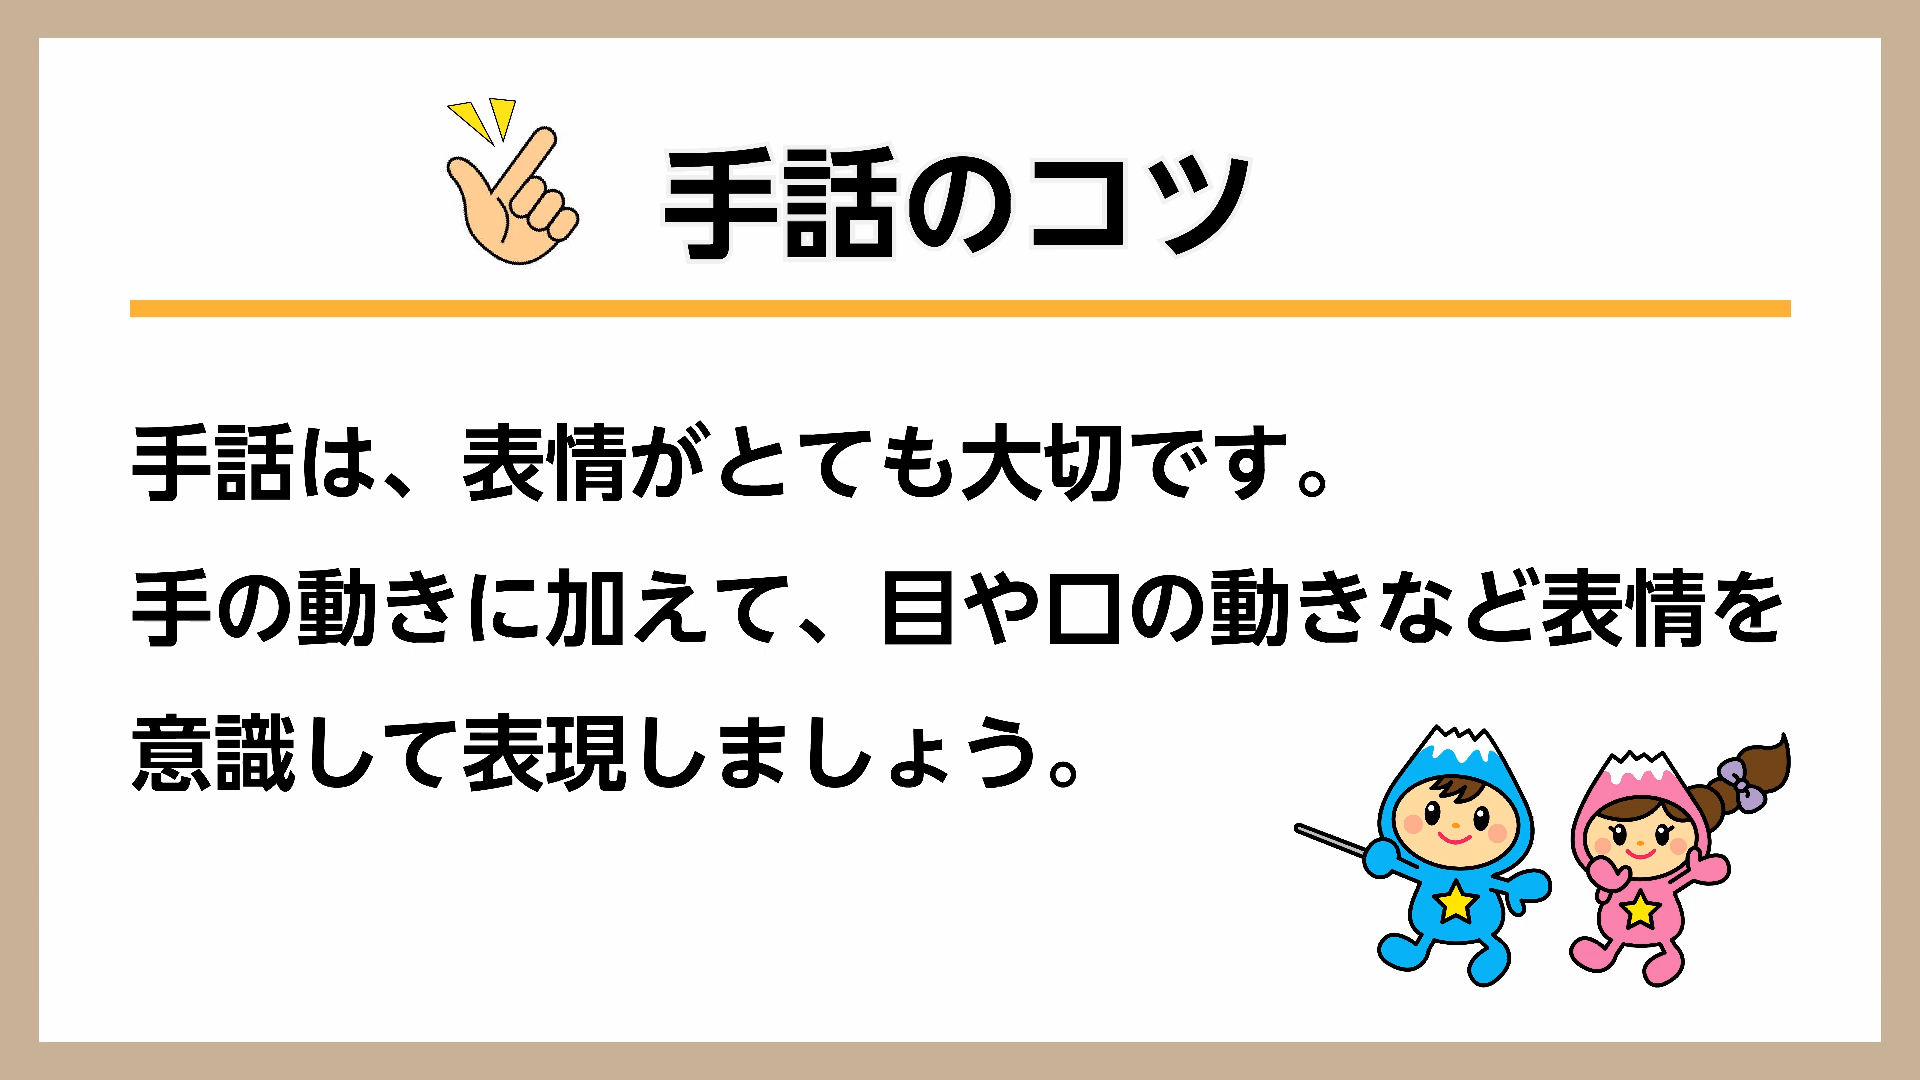 手話のコツ
手話は、表情がとても大切です。
手の動きに加えて、目や口の動きなど表情を
意識して表現しましょう。